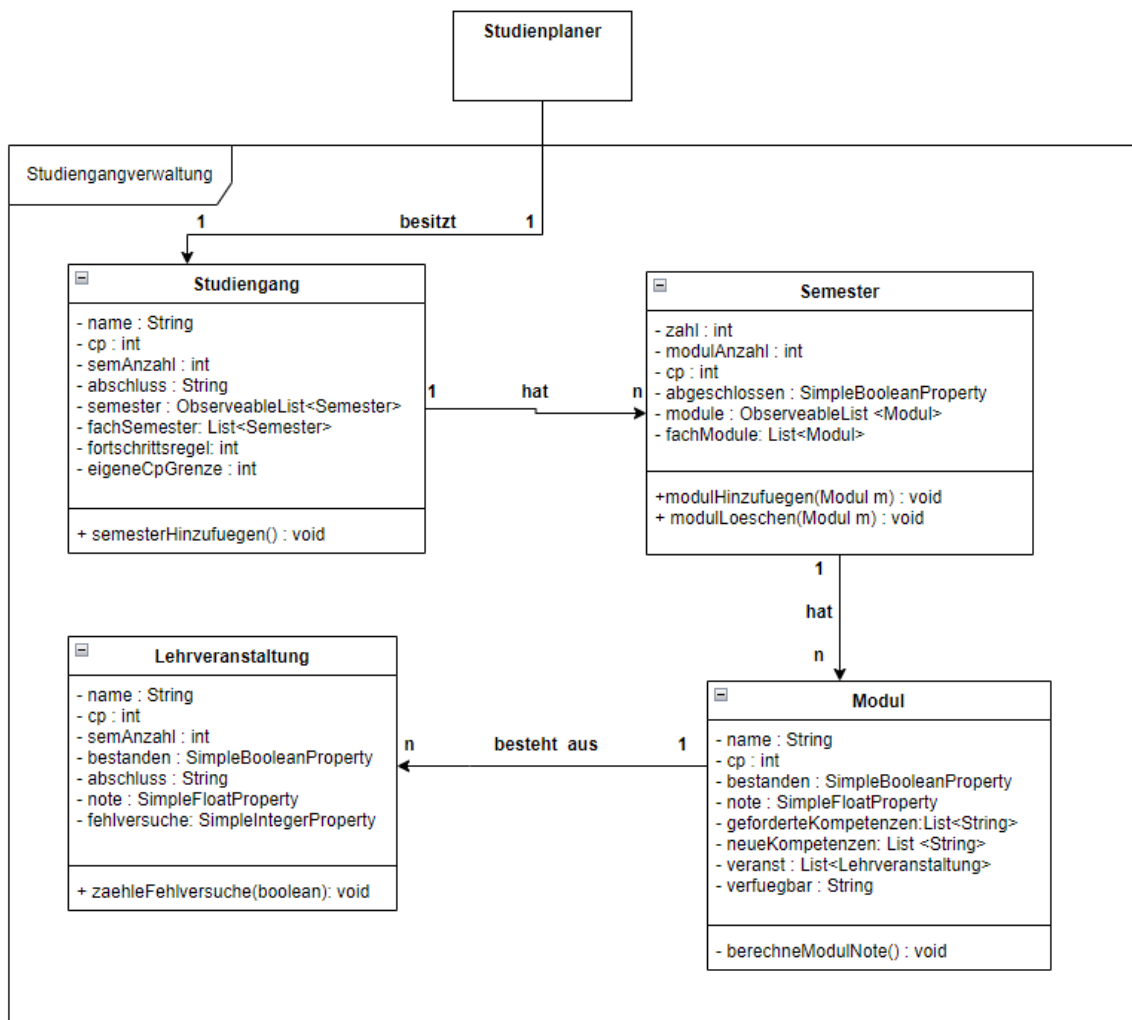 Studienplaner
Studiengangverwaltung
1 besitzt 1
Studiengang
- name : String
- cp : int
- semAnzahl : int
- abschluss : String
- semester : ObserveableList<Semester>
- fachSemester: List<Semester>
- fortschrittsregel: int
- eigeneCpGrenze : int
+ semesterHinzufuegen() : void
1 hat n
Semester
- zahl : int
- modulAnzahl : int
- cp : int
- abgeschlossen : SimpleBooleanProperty
- module : ObserveableList <Modul>
- fachModule: List<Modul>
+modulHinzufuegen(Modul m) : void
+ modulLoeschen(Modul m) : void
1
hat
n
Lehrveranstaltung
- name : String
- cp : int
- semAnzahl : int
- bestanden : SimpleBooleanProperty
- abschluss : String
- note : SimpleFloatProperty
- fehlversuche: SimpleIntegerProperty
+ zaehleFehlversuche(boolean): void
n besteht aus 1
Modul
- name : String
- cp : int
- bestanden : SimpleBooleanProperty
- note : SimpleFloatProperty
- geforderteKompetenzen:List<String>
- neueKompetenzen: List <String>
- veranst : List<Lehrveranstaltung>
- verfuegbar : String
- berechneModulNote() : void